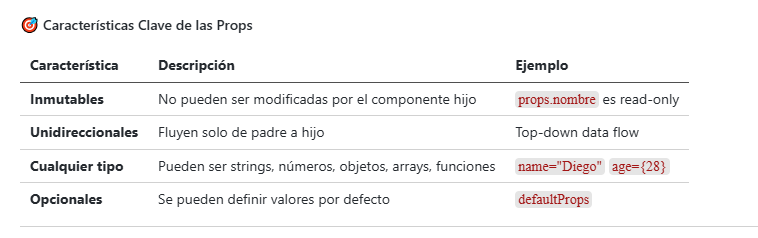 🎯 Características Clave de las Props
Característica Descripción Ejemplo
Inmutables No pueden ser modificadas por el componente hijo props.nombre es read-only
Unidireccionales Fluyen solo de padre a hijo Top-down data flow
Cualquier tipo Pueden ser strings, números, objetos, arrays, funciones name="Diego" age={28}
Opcionales Se pueden definir valores por defecto defaultProps